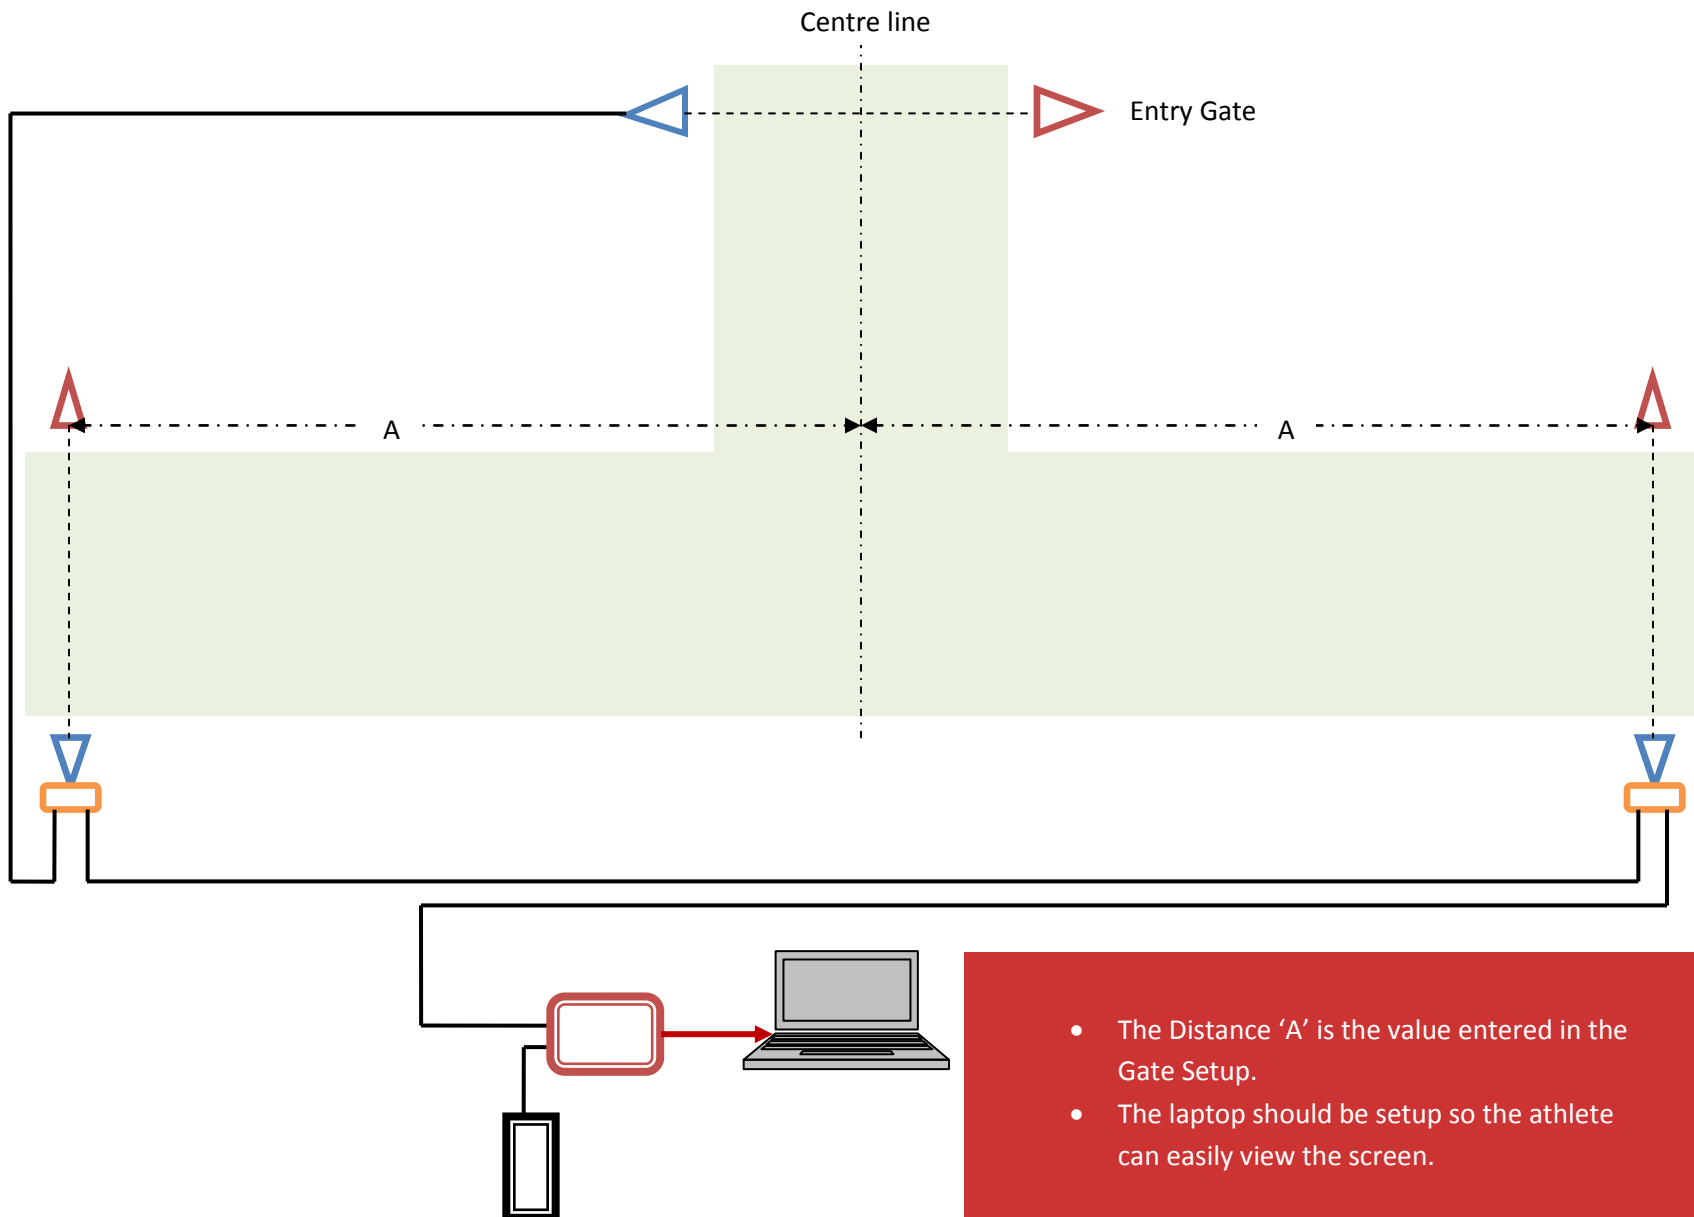 Centre line
Entry Gate
A
A
• The Distance ‘A’ is the value entered in the
Gate Setup.
• The laptop should be setup so the athlete
can easily view the screen.